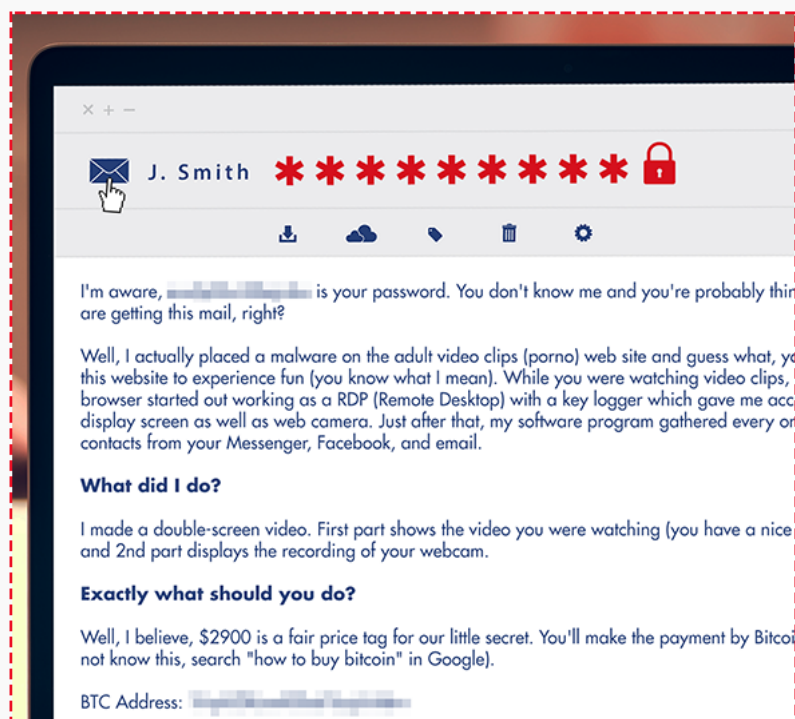 J. Smith *********
I'm aware, is your password. You don't know me and you're probably
are getting this mail, right?
Well, I actually placed a malware on the adult video clips (porno) web site and guess what,
this website to experience fun (you know what I mean). While you were watching video clips,
browser started out working as a RDP (Remote Desktop) with a key logger which gave me
display screen as well as web camera. Just after that, my software program gathered every
contacts from your Messenger, Facebook, and email.
What did I do?
I made a double-screen video. First part shows the video you were watching (you have a nice
and 2nd part displays the recording of your webcam.
Exactly what should you do?
Well, I believe, $2900 is a fair price tag for our little secret. You'll make the payment by
not know this, search "how to buy bitcoin" in Google).
BTC Address: